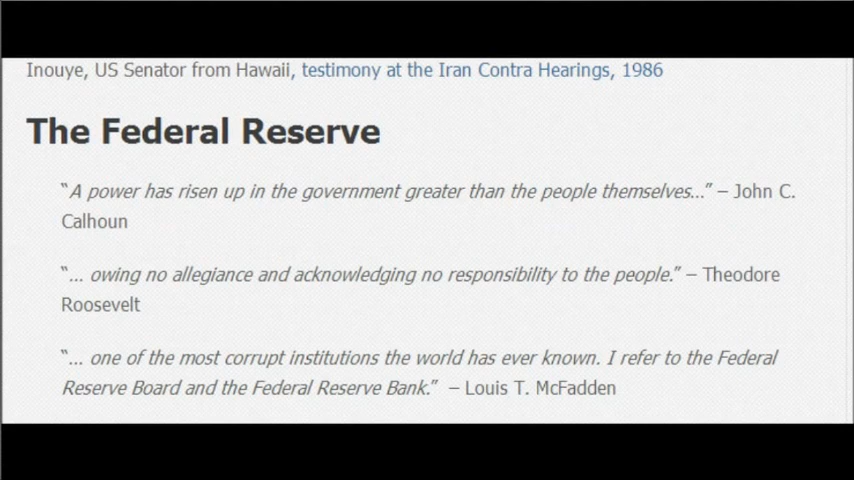 Inouye, US Senator from Hawaii, testimony at the Iran Contra Hearings, 1986
The Federal Reserve
“A power has risen up in the government greater than the people themselves...” – John C.
Calhoun
“... owing no allegiance and acknowledging no responsibility to the people.” – Theodore
Roosevelt
“... one of the most corrupt institutions the world has ever known. I refer to the Federal
Reserve Board and the Federal Reserve Bank.” – Louis T. McFadden